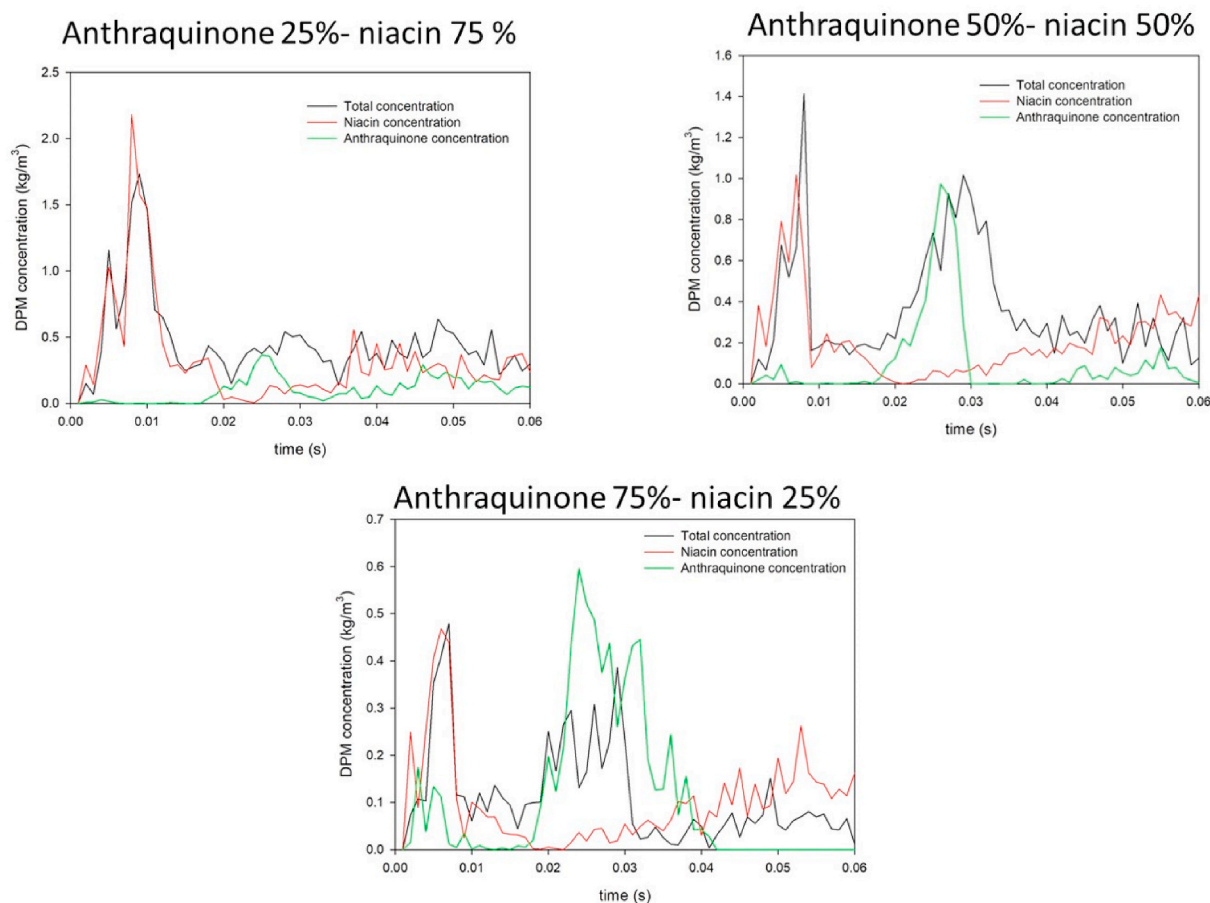 Anthraquinone 25%- niacin 75 %
2.5
2.0
1.5
1.0
0.5
0.0
DPM concentration (kg/m³)
Total concentration
Niacin concentration
Anthraquinone concentration
0.00 0.01 0.02 0.03 0.04 0.05 0.06
time (s)
Anthraquinone 50%- niacin 50%
1.6
1.4
1.2
1.0
0.8
0.6
0.4
0.2
0.0
DPM concentration (kg/m³)
Total concentration
Niacin concentration
Anthraquinone concentration
0.00 0.01 0.02 0.03 0.04 0.05 0.06
time (s)
Anthraquinone 75%- niacin 25%
0.7
0.6
0.5
0.4
0.3
0.2
0.1
0.0
DPM concentration (kg/m³)
Total concentration
Niacin concentration
Anthraquinone concentration
0.00 0.01 0.02 0.03 0.04 0.05 0.06
time (s)